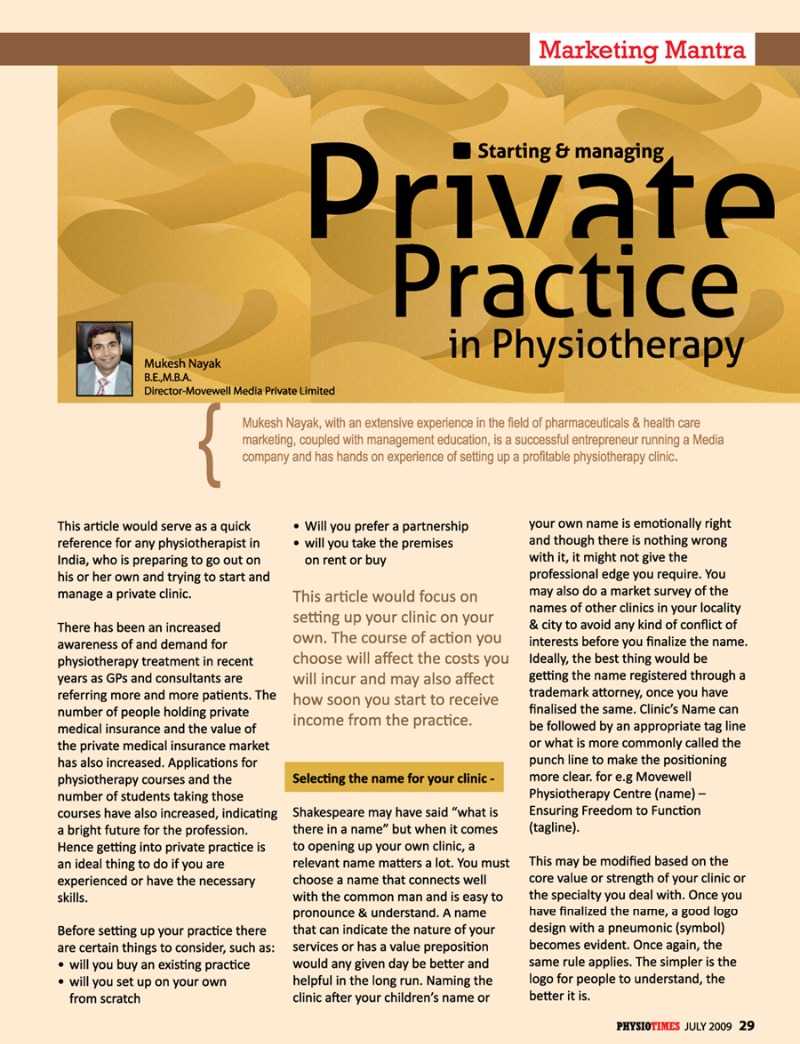 Marketing Mantra
Starting & managing
Private
Practice
in Physiotherapy
Mukesh Nayak
B.E.,M.B.A.
Director-Movewell Media Private Limited
Mukesh Nayak, with an extensive experience in the field of pharmaceuticals & health care
marketing, coupled with management education, is a successful entrepreneur running a Media
company and has hands on experience of setting up a profitable physiotherapy clinic.
This article would serve as a quick
reference for any physiotherapist in
India, who is preparing to go out on
his or her own and trying to start and
manage a private clinic.
There has been an increased
awareness of and demand for
physiotherapy treatment in recent
years as GPs and consultants are
referring more and more patients. The
number of people holding private
medical insurance and the value of
the private medical insurance market
has also increased. Applications for
physiotherapy courses and the
number of students taking those
courses have also increased, indicating
a bright future for the profession.
Hence getting into private practice is
an ideal thing to do if you are
experienced or have the necessary
skills.
Before setting up your practice there
are certain things to consider, such as:
• will you buy an existing practice
• will you set up on your own
from scratch
• Will you prefer a partnership
• will you take the premises
on rent or buy
This article would focus on
setting up your clinic on your
own. The course of action you
choose will affect the costs you
will incur and may also affect
how soon you start to receive
income from the practice.
Selecting the name for your clinic -
Shakespeare may have said “what is
there in a name” but when it comes
to opening up your own clinic, a
relevant name matters a lot. You must
choose a name that connects well
with the common man and is easy to
pronounce & understand. A name
that can indicate the nature of your
services or has a value preposition
would any given day be better and
helpful in the long run. Naming the
clinic after your children’s name or
your own name is emotionally right
and though there is nothing wrong
with it, it might not give the
professional edge you require. You
may also do a market survey of the
names of other clinics in your locality
& city to avoid any kind of conflict of
interests before you finalize the name.
Ideally, the best thing would be
getting the name registered through a
trademark attorney, once you have
finalised the same. Clinic’s Name can
be followed by an appropriate tag line
or what is more commonly called the
punch line to make the positioning
more clear. for e.g Movewell
Physiotherapy Centre (name) –
Ensuring Freedom to Function
(tagline).
This may be modified based on the
core value or strength of your clinic or
the specialty you deal with. Once you
have finalized the name, a good logo
design with a pneumonic (symbol)
becomes evident. Once again, the
same rule applies. The simpler is the
logo for people to understand, the
better it is.
PHYSIOTIMES JULY 2009 29